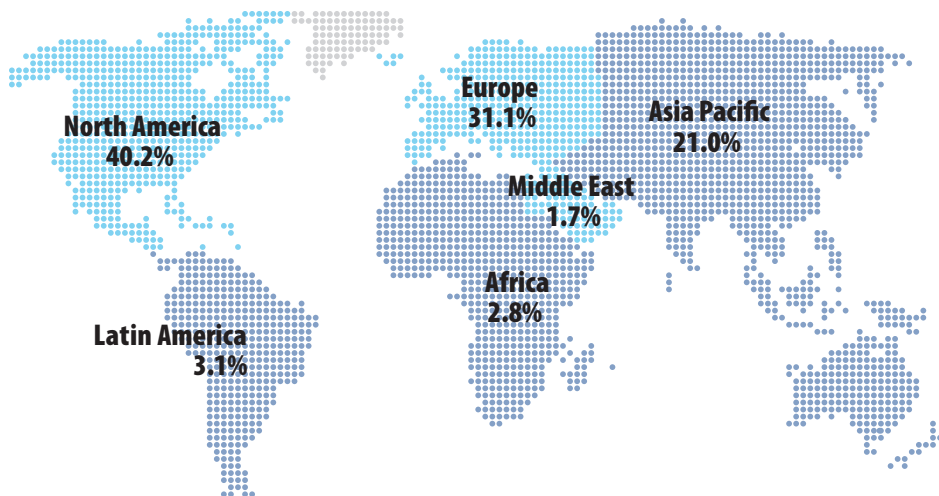 North America
40.2%
Europe
31.1%
Asia Pacific
21.0%
Middle East
1.7%
Africa
2.8%
Latin America
3.1%